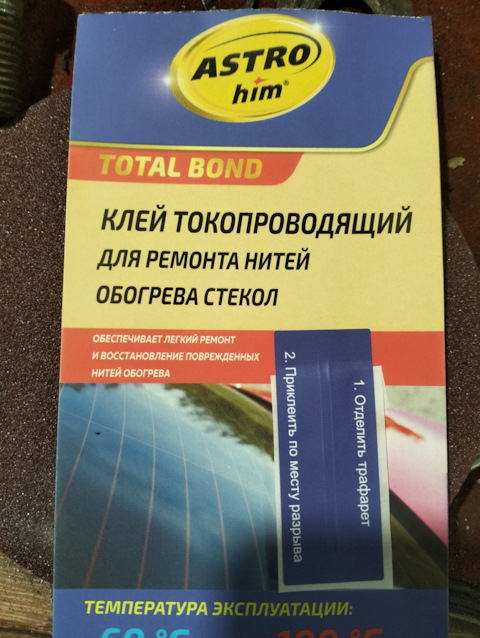 ASTRO
him®
TOTAL BOND
КЛЕЙ ТОКОПРОВОДЯЩИЙ
ДЛЯ РЕМОНТА НИТЕЙ
ОБОГРЕВА СТЕКОЛ
ОБЕСПЕЧИВАЕТ ЛЕГКИЙ РЕМОНТ
И ВОССТАНОВЛЕНИЕ ПОВРЕЖДЕННЫХ
НИТЕЙ ОБОГРЕВА
1. Отделить трафарет
2. Приклеить по месту разрыва
ТЕМПЕРАТУРА ЭКСПЛУАТАЦИИ: